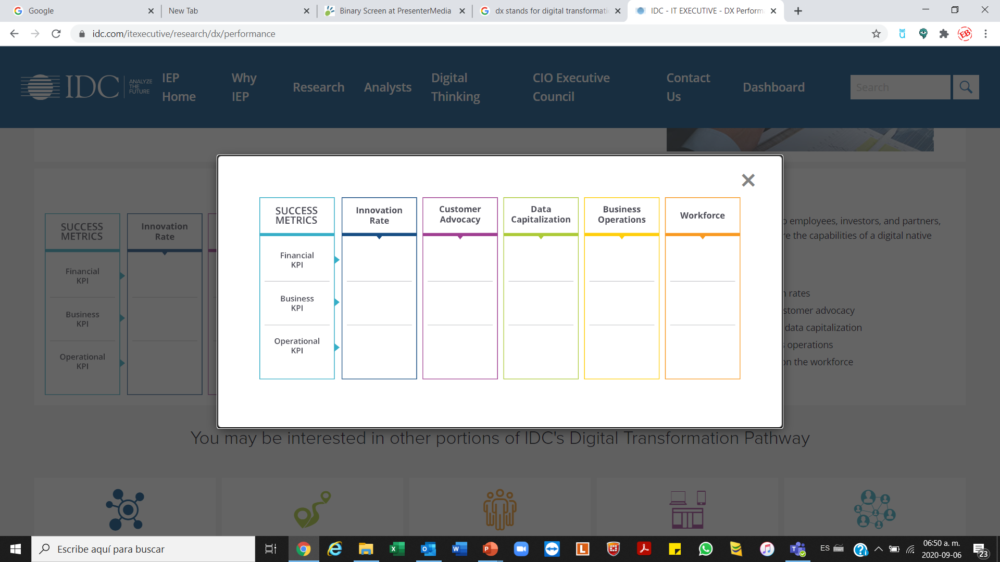 Google
New Tab
Binary Screen at PresenterMedia
dx stands for digital transformati
IDC - IT EXECUTIVE - DX Perform
idc.com/itexecutive/research/dx/performance
EB
IDC
ANALYZE
THE
FUTURE
IEP
Home
Why
IEP
Research
Analysts
Digital
Thinking
CIO Executive
Council
Contact
Us
Dashboard
Search
SUCCESS
METRICS
Innovation
Rate
Customer
Advocacy
Data
Capitalization
Business
Operations
Workforce
Financial
KPI
Business
KPI
Operational
KPI
SUCCESS
METRICS
Innovation
Rate
Financial
KPI
Business
KPI
Operational
KPI
o employees, investors, and partners,
re the capabilities of a digital native
n rates
stomer advocacy
data capitalization
s operations
on the workforce
You may be interested in other portions of IDC's Digital Transformation Pathway
Escribe aquí para buscar
ES
06:50 a. m.
2020-09-06
23